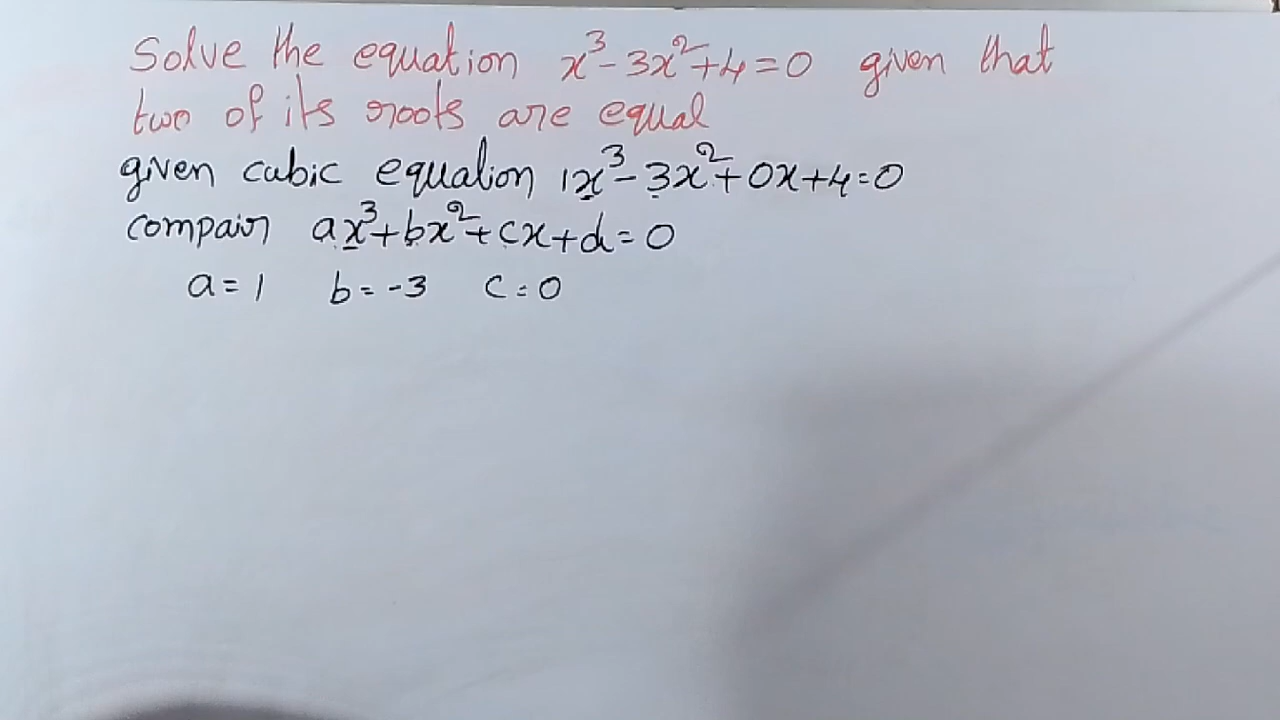 Solve the equation x³-3x²+4=0 given that
two of its roots are equal
given cubic equation 1x³-3x²+0x+4=0
compair ax³+bx²+cx+d=0
a=1 b=-3 c=0